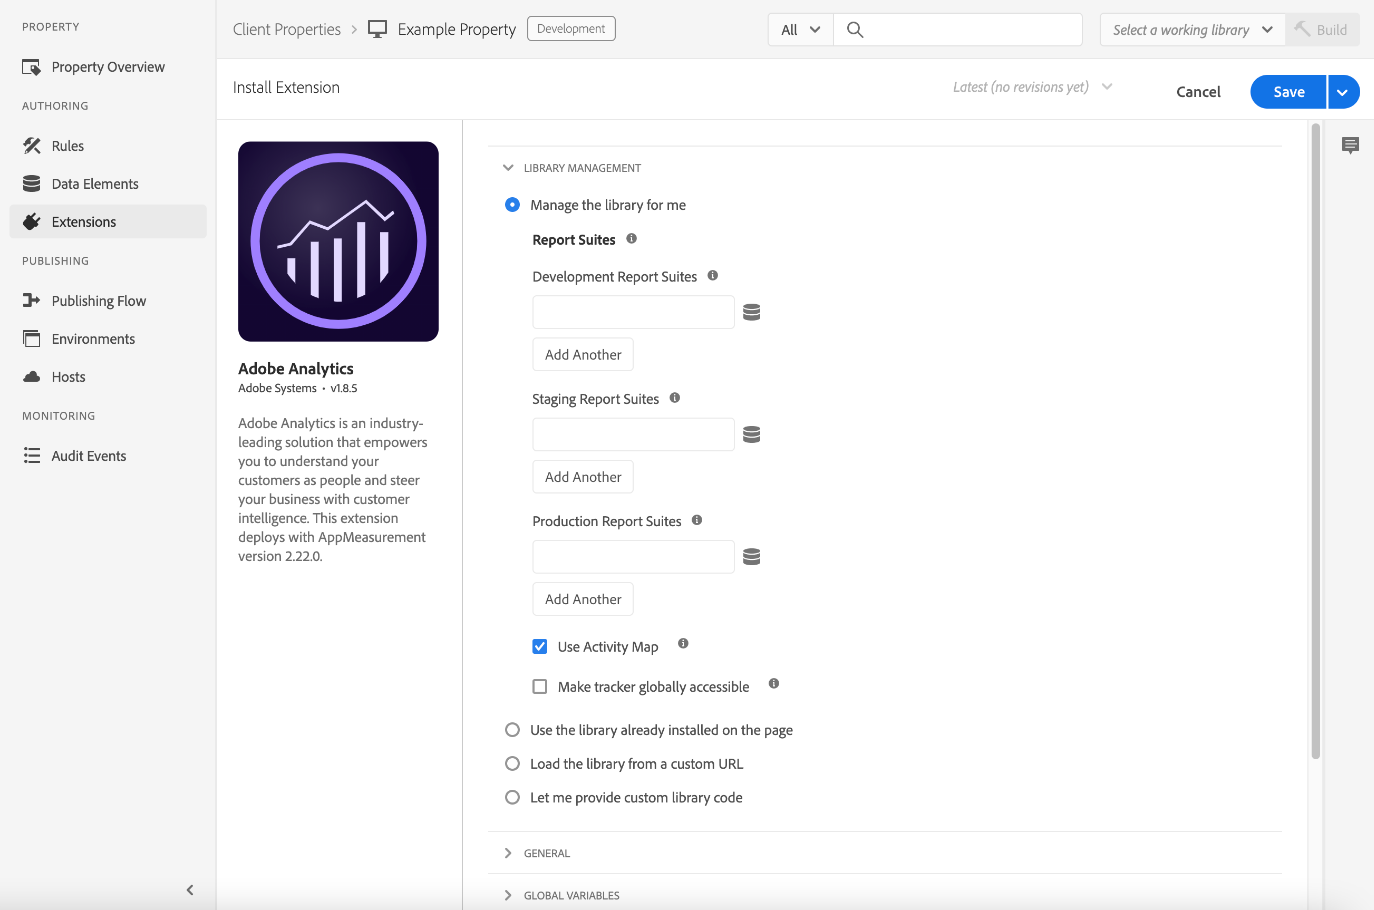 PROPERTY
Property Overview
AUTHORING
Rules
Data Elements
Extensions
PUBLISHING
Publishing Flow
Environments
Hosts
MONITORING
Audit Events
Client Properties
Example Property
Development
All
Select a working library
Build
Install Extension
Latest (no revisions yet)
Cancel
Save
Adobe Analytics
Adobe Systems • v1.8.5
Adobe Analytics is an industry-
leading solution that empowers
you to understand your
customers as people and steer
your business with customer
intelligence. This extension
deploys with AppMeasurement
version 2.22.0.
LIBRARY MANAGEMENT
Manage the library for me
Report Suites
Development Report Suites
Add Another
Staging Report Suites
Add Another
Production Report Suites
Add Another
Use Activity Map
Make tracker globally accessible
Use the library already installed on the page
Load the library from a custom URL
Let me provide custom library code
GENERAL
GLOBAL VARIABLES